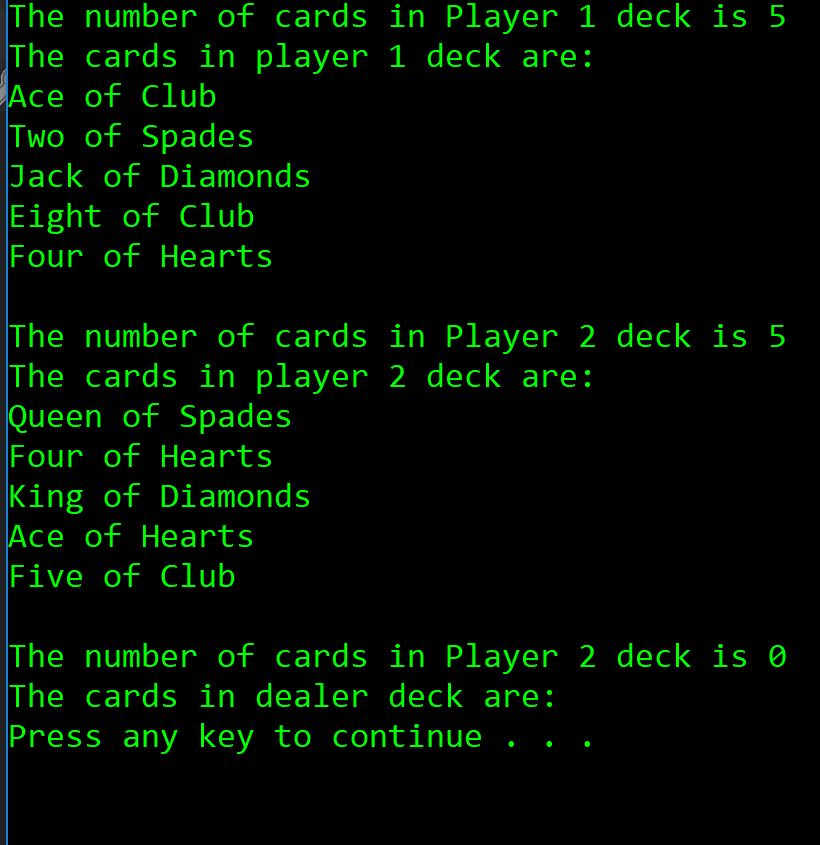 The number of cards in Player 1 deck is 5
The cards in player 1 deck are:
Ace of Club
Two of Spades
Jack of Diamonds
Eight of Club
Four of Hearts
The number of cards in Player 2 deck is 5
The cards in player 2 deck are:
Queen of Spades
Four of Hearts
King of Diamonds
Ace of Hearts
Five of Club
The number of cards in Player 2 deck is 0
The cards in dealer deck are:
Press any key to continue . . .